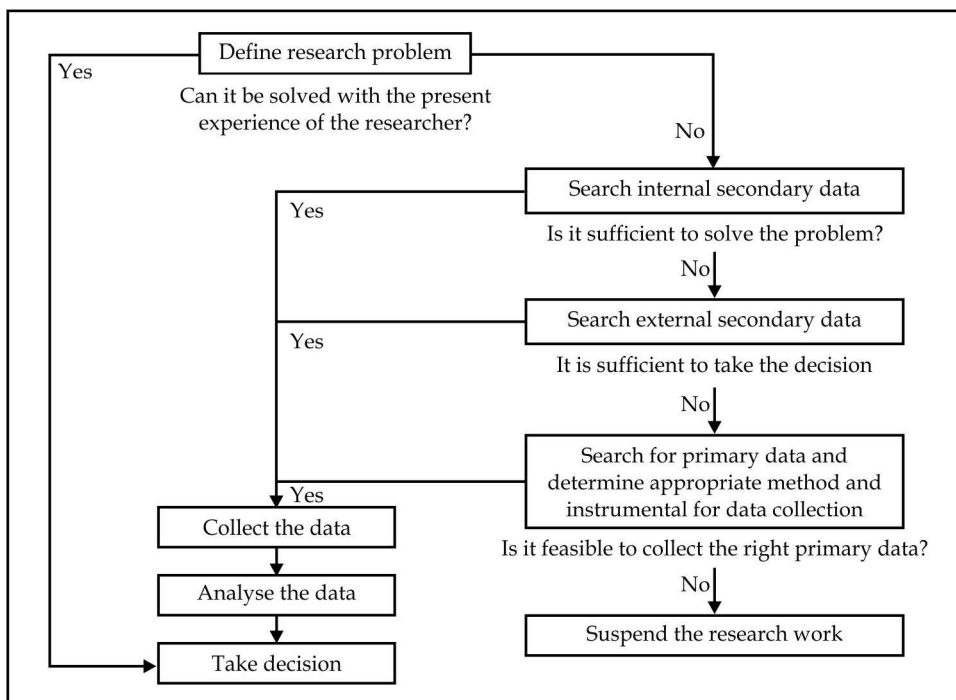 Define research problem
Yes
Can it be solved with the present
experience of the researcher?
No
Search internal secondary data
Yes
Is it sufficient to solve the problem?
No
Search external secondary data
Yes
It is sufficient to take the decision
No
Search for primary data and
determine appropriate method and
instrumental for data collection
Yes
Collect the data
Is it feasible to collect the right primary data?
No
Analyse the data
Suspend the research work
Take decision